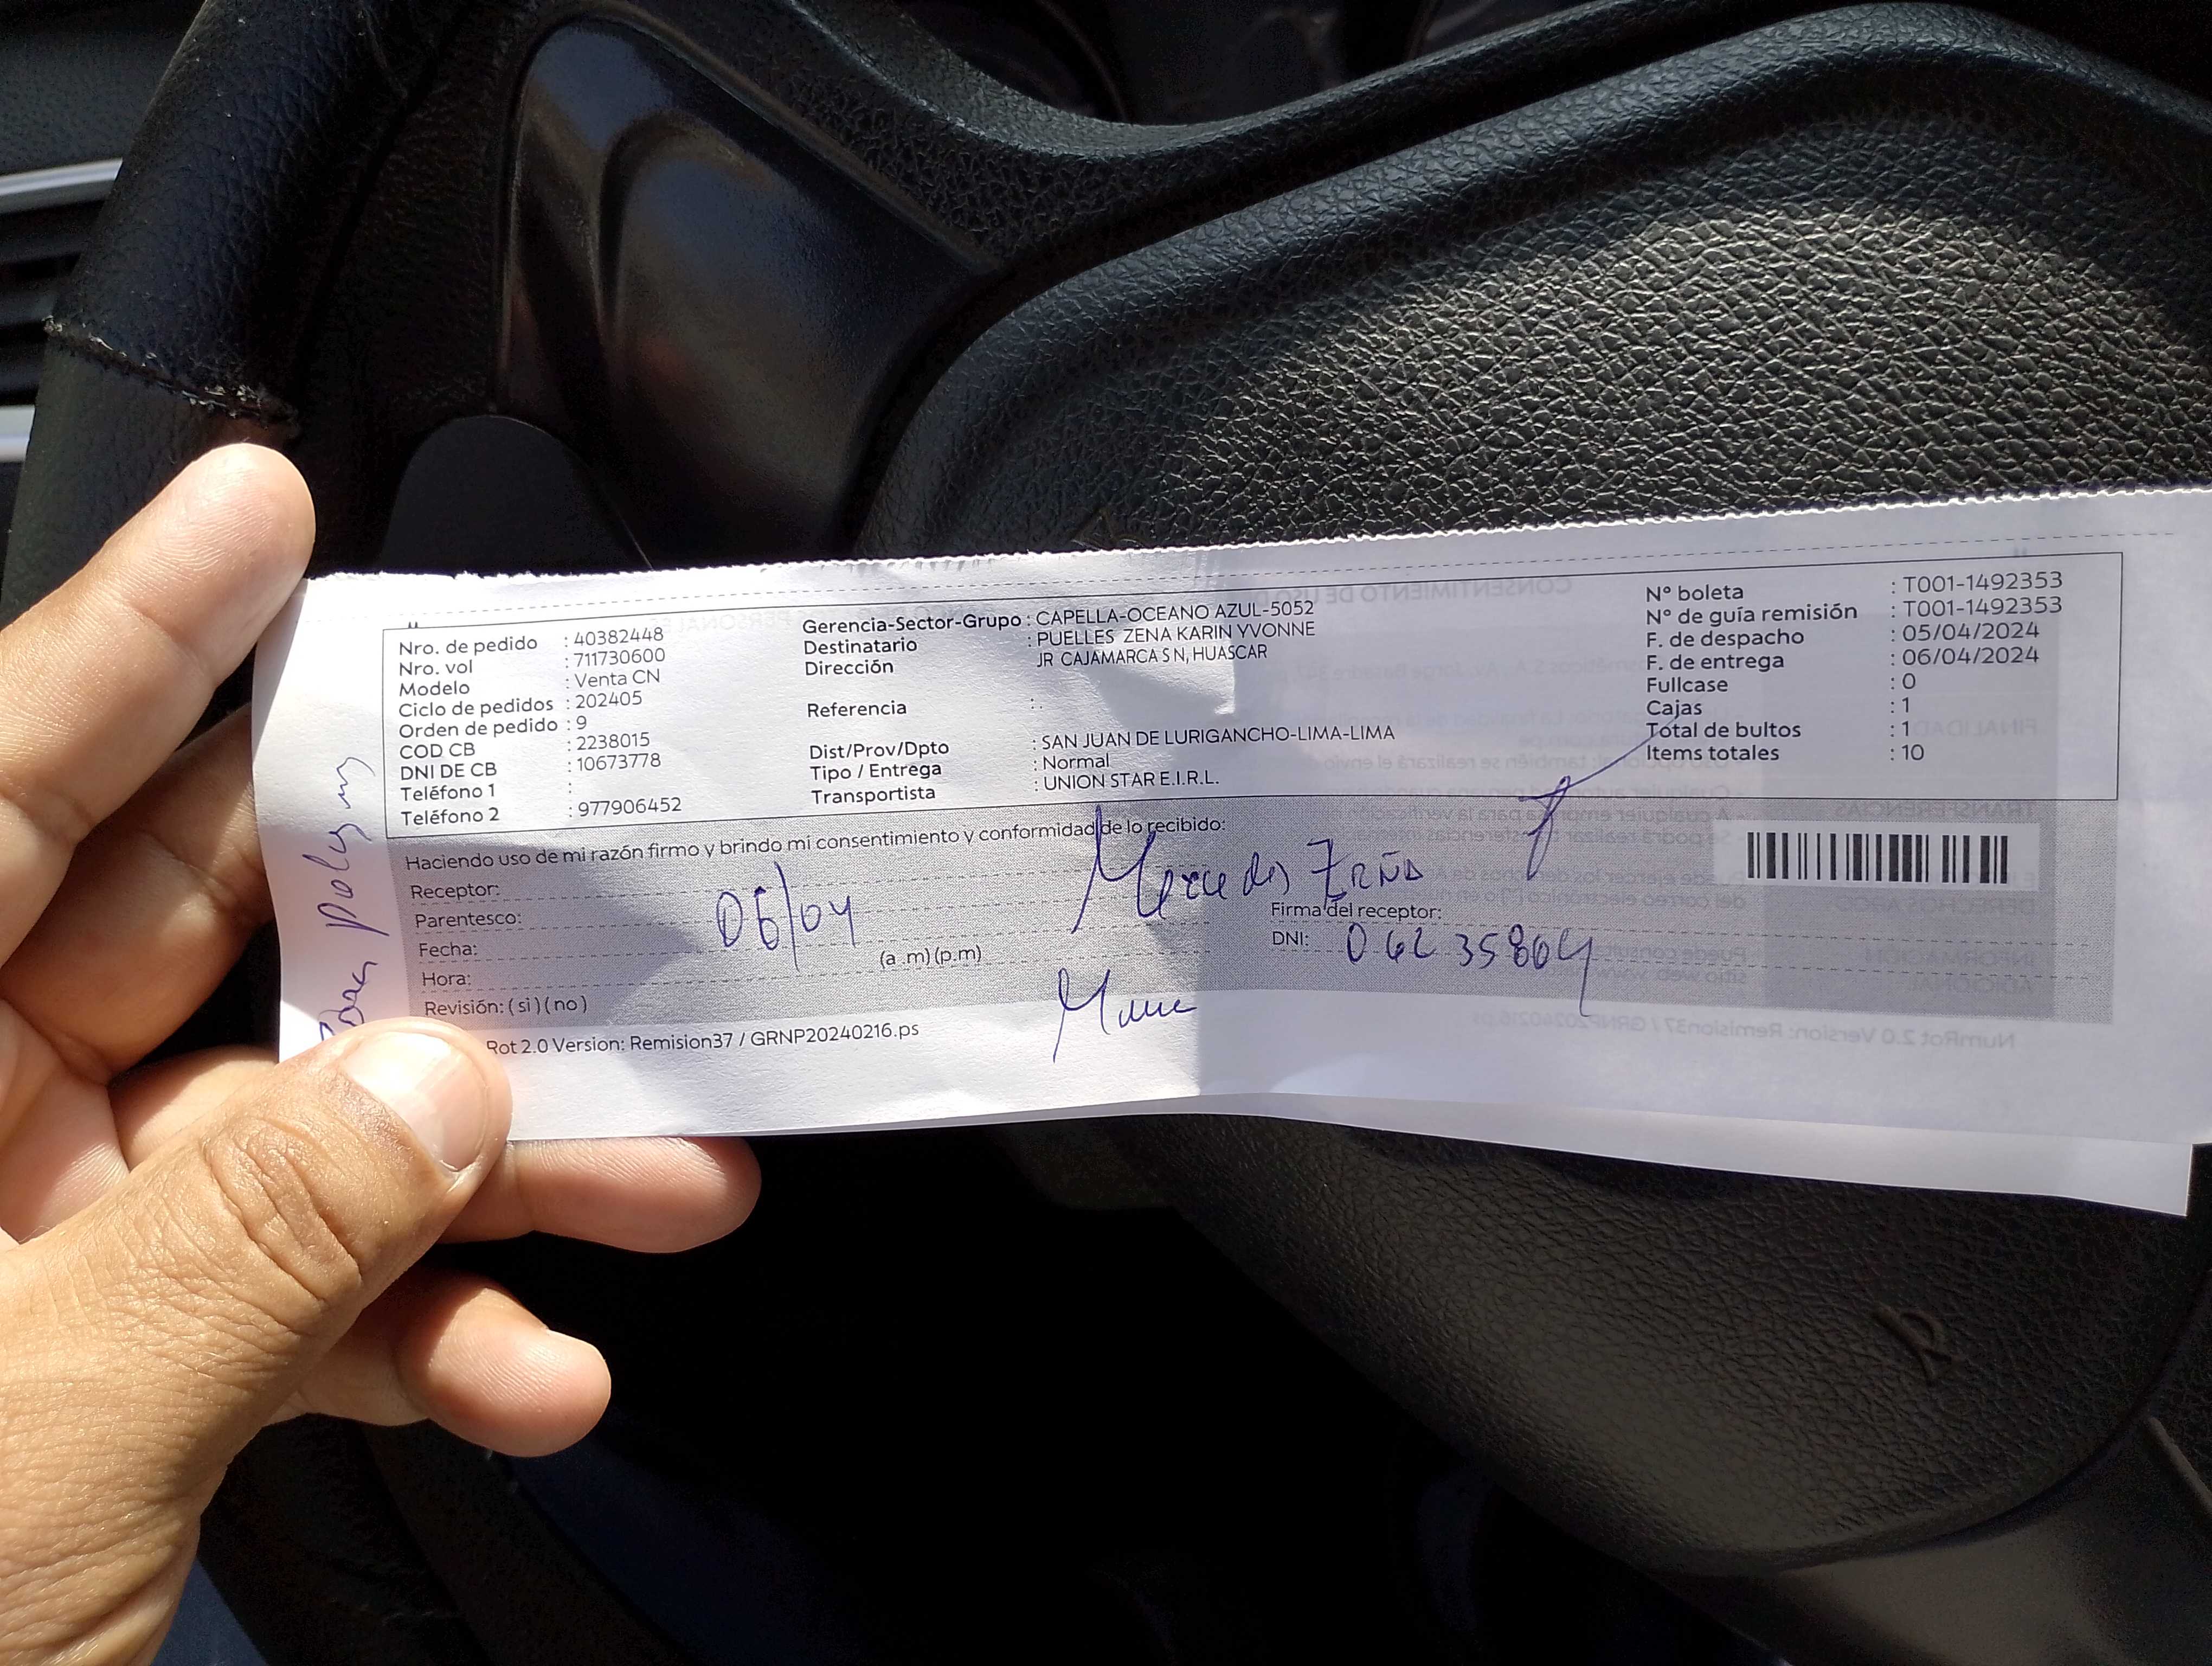 Nro. de pedido : 40382448
Nro. vol : 711730600
Modelo : Venta CN
Ciclo de pedidos : 202405
Orden de pedido : 9
COD CB : 2238015
DNI DE CB : 10673778
Teléfono 1 :
Teléfono 2 : 977906452
Gerencia-Sector-Grupo : CAPELLA-OCEANO AZUL-5052
Destinatario : PUELLES ZENA KARIN YVONNE
Dirección JR CAJAMARCA S N, HUASCAR
Referencia : .
Dist/Prov/Dpto : SAN JUAN DE LURIGANCHO-LIMA-LIMA
Tipo / Entrega : Normal
Transportista : UNION STAR E.I.R.L.
N° boleta : T001-1492353
N° de guía remisión : T001-1492353
F. de despacho : 05/04/2024
F. de entrega : 06/04/2024
Fullcase : 0
Cajas : 1
Total de bultos : 1
Items totales : 10
Haciendo uso de mi razón firmo y brindo mi consentimiento y conformidad de lo recibido:
Receptor:
Parentesco:
Fecha: 06/04
Hora: (a .m) (p.m)
Revisión: ( si ) ( no )
Mercedes
Firma del receptor:
DNI: 06235804
Rot 2.0 Version: Remision37 / GRNP20240216.ps